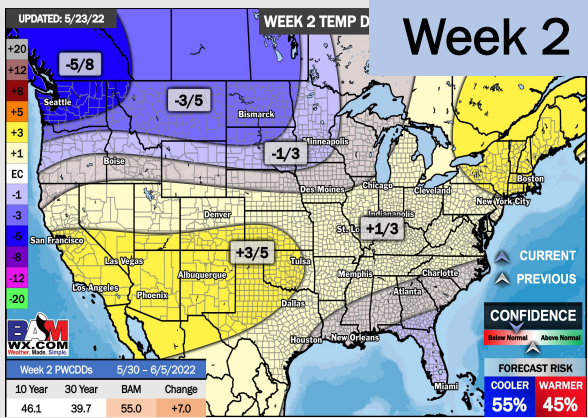 UPDATED: 5/23/22
WEEK 2 TEMP D
Week 2
+20
+12
+8
+5
+3
+1
EC
-1
-3
-5
-8
-12
-20
-5/8
-3/5
-1/3
+3/5
+1/3
Seattle
Bismarck
Minneapolis
Boise
Des Moines
Chicago
Cleveland
Boston
New York City
Denver
Indianapolis
St. Lo
San Francisco
Las Vegas
Los Angeles
Phoenix
Albuquerque
Tulsa
Memphis
Charlotte
Atlanta
Dallas
Houston
New Orleans
Miami
CURRENT
PREVIOUS
CONFIDENCE
Below Normal
Above Normal
FORECAST RISK
COOLER
WARMER
55%
45%
BAM
WX.COM
Weather. Made. Simple.
Week 2 PWCDDs
5/30 – 6/5/2022
10 Year
30 Year
BAM
Change
46.1
39.7
55.0
+7.0